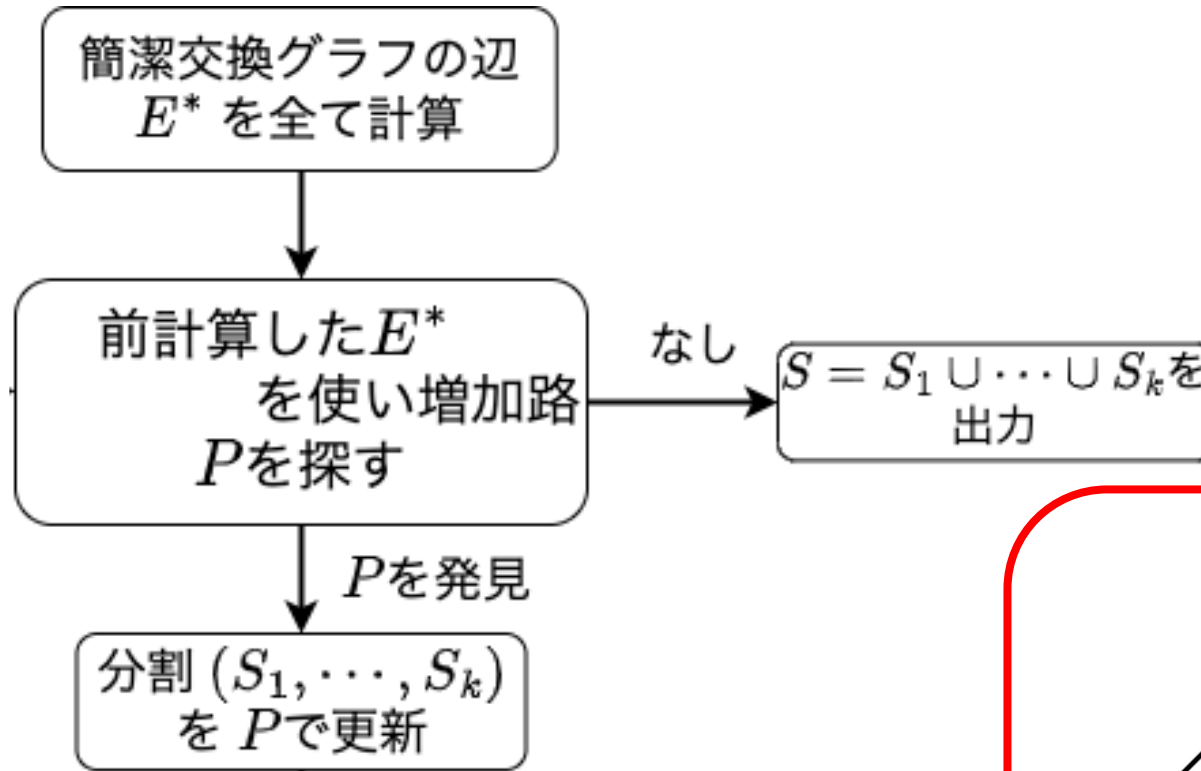 簡潔交換グラフの辺
E* を全て計算
前計算したE*
を使い増加路
Pを探す
なし
S = S₁ ∪ ⋯ ∪ Sₖを
出力
Pを発見
分割 (S₁, ⋯ , Sₖ)
を Pで更新